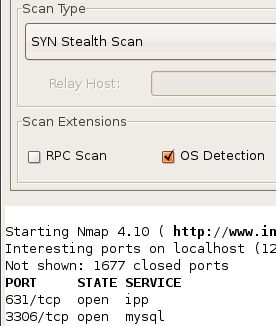 Scan Type
SYN Stealth Scan
Relay Host:
Scan Extensions
RPC Scan OS Detection
Starting Nmap 4.10 ( http://www.in
Interesting ports on localhost (12
Not shown: 1677 closed ports
PORT STATE SERVICE
631/tcp open ipp
3306/tcp open mysql